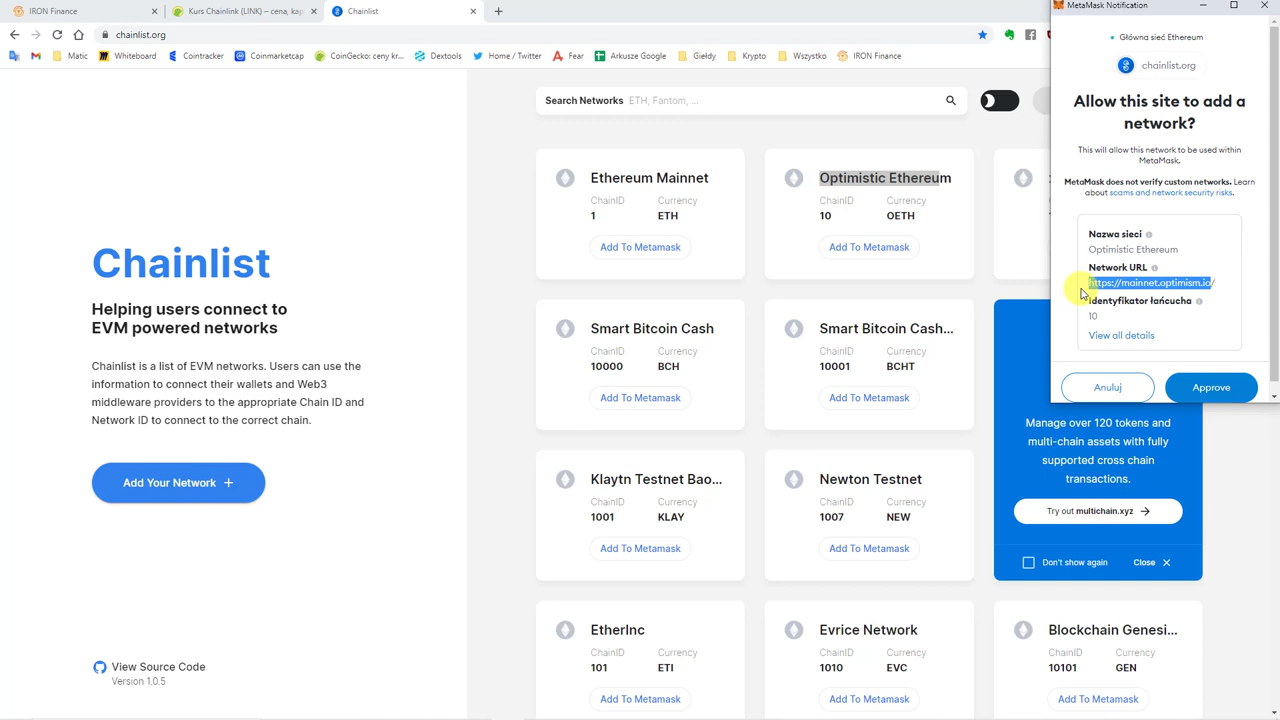 IRON Finance
Kurs Chainlink (LINK) – cena, kap
Chainlist
chainlist.org
Matic
Whiteboard
Cointracker
Coinmarketcap
CoinGecko: ceny kr...
Dextools
Home / Twitter
Fear
Arkusze Google
Giełdy
Krypto
Wszystko
IRON Finance
Chainlist
Helping users connect to
EVM powered networks
Chainlist is a list of EVM networks. Users can use the
information to connect their wallets and Web3
middleware providers to the appropriate Chain ID and
Network ID to connect to the correct chain.
Add Your Network +
View Source Code
Version 1.0.5
Search Networks ETH, Fantom, ...
Ethereum Mainnet
ChainID Currency
1 ETH
Add To Metamask
Optimistic Ethereum
ChainID Currency
10 OETH
Add To Metamask
Smart Bitcoin Cash
ChainID Currency
10000 BCH
Add To Metamask
Smart Bitcoin Cash...
ChainID Currency
10001 BCHT
Add To Metamask
Klaytn Testnet Bao...
ChainID Currency
1001 KLAY
Add To Metamask
Newton Testnet
ChainID Currency
1007 NEW
Add To Metamask
Manage over 120 tokens and
multi-chain assets with fully
supported cross chain
transactions.
Try out multichain.xyz →
Don't show again Close ×
EtherInc
ChainID Currency
101 ETI
Add To Metamask
Evrice Network
ChainID Currency
1010 EVC
Add To Metamask
Blockchain Genesi...
ChainID Currency
10101 GEN
Add To Metamask
MetaMask Notification
Główna sieć Ethereum
chainlist.org
Allow this site to add a
network?
This will allow this network to be used within
MetaMask.
MetaMask does not verify custom networks. Learn
about scams and network security risks.
Nazwa sieci
Optimistic Ethereum
Network URL
https://mainnet.optimism.io/
Identyfikator łańcucha
10
View all details
Anuluj
Approve